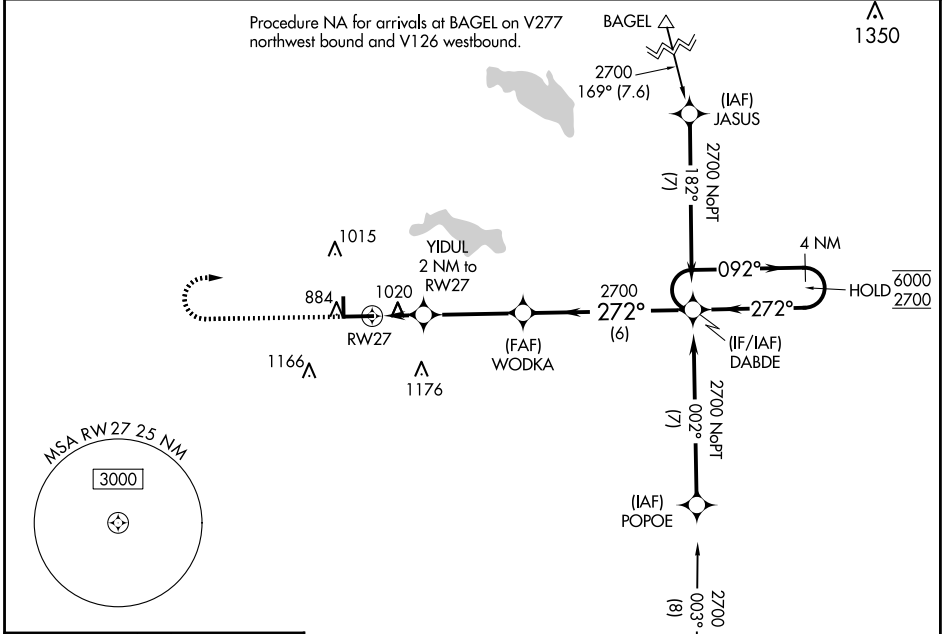 Procedure NA for arrivals at BAGEL on V277
northwest bound and V126 westbound.
BAGEL
1350
2700
169° (7.6)
(IAF)
JASUS
2700 NoPT
182°
(7)
4 NM
092°
HOLD
6000
2700
272°
1015
YIDUL
2 NM to
RW27
884
1020
RW27
2700
272°
(6)
(FAF)
WODKA
(IF/IAF)
DABDE
1166
1176
2700 NoPT
002°
(7)
MSA RW27 25 NM
3000
(IAF)
POPOE
2700
003°
(8)